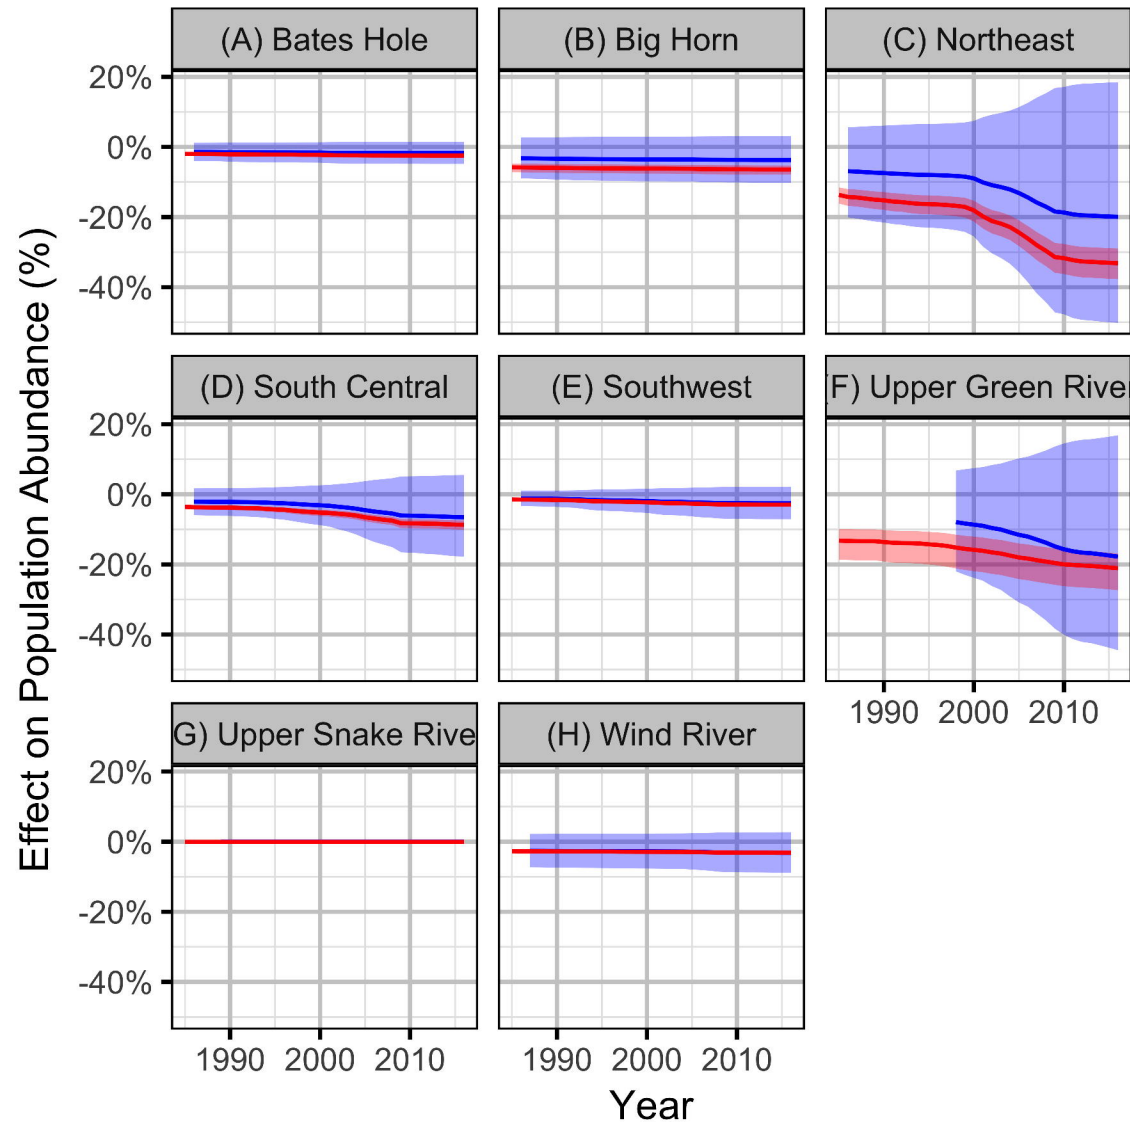 (A) Bates Hole
(B) Big Horn
(C) Northeast
20%
0%
-20%
-40%
(D) South Central
(E) Southwest
(F) Upper Green River
20%
0%
-20%
-40%
1990 2000 2010
G) Upper Snake Rive
(H) Wind River
20%
0%
-20%
-40%
1990 2000 2010
1990 2000 2010
Year
Effect on Population Abundance (%)